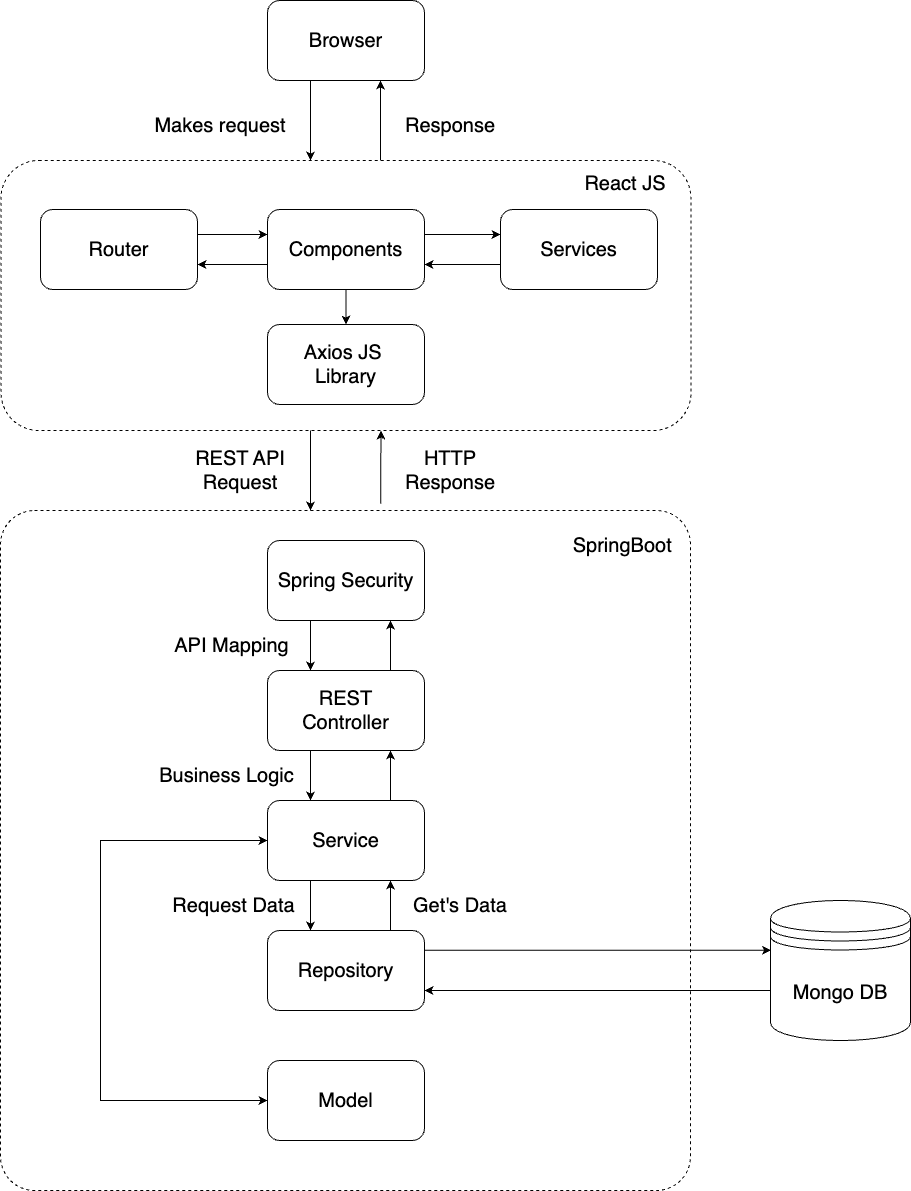 Browser
Makes request
Response
React JS
Router
Components
Services
Axios JS
Library
REST API
Request
HTTP
Response
SpringBoot
Spring Security
API Mapping
REST
Controller
Business Logic
Service
Request Data
Get's Data
Repository
Mongo DB
Model